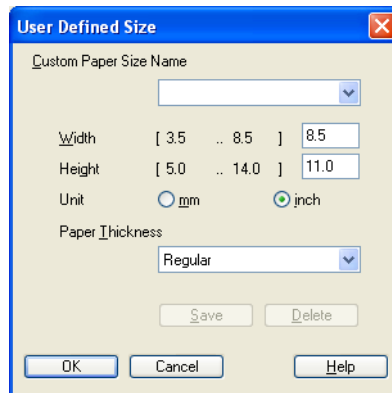 User Defined Size
Custom Paper Size Name
Width [ 3.5 .. 8.5 ] 8.5
Height [ 5.0 .. 14.0 ] 11.0
Unit mm inch
Paper Thickness
Regular
Save Delete
OK Cancel Help